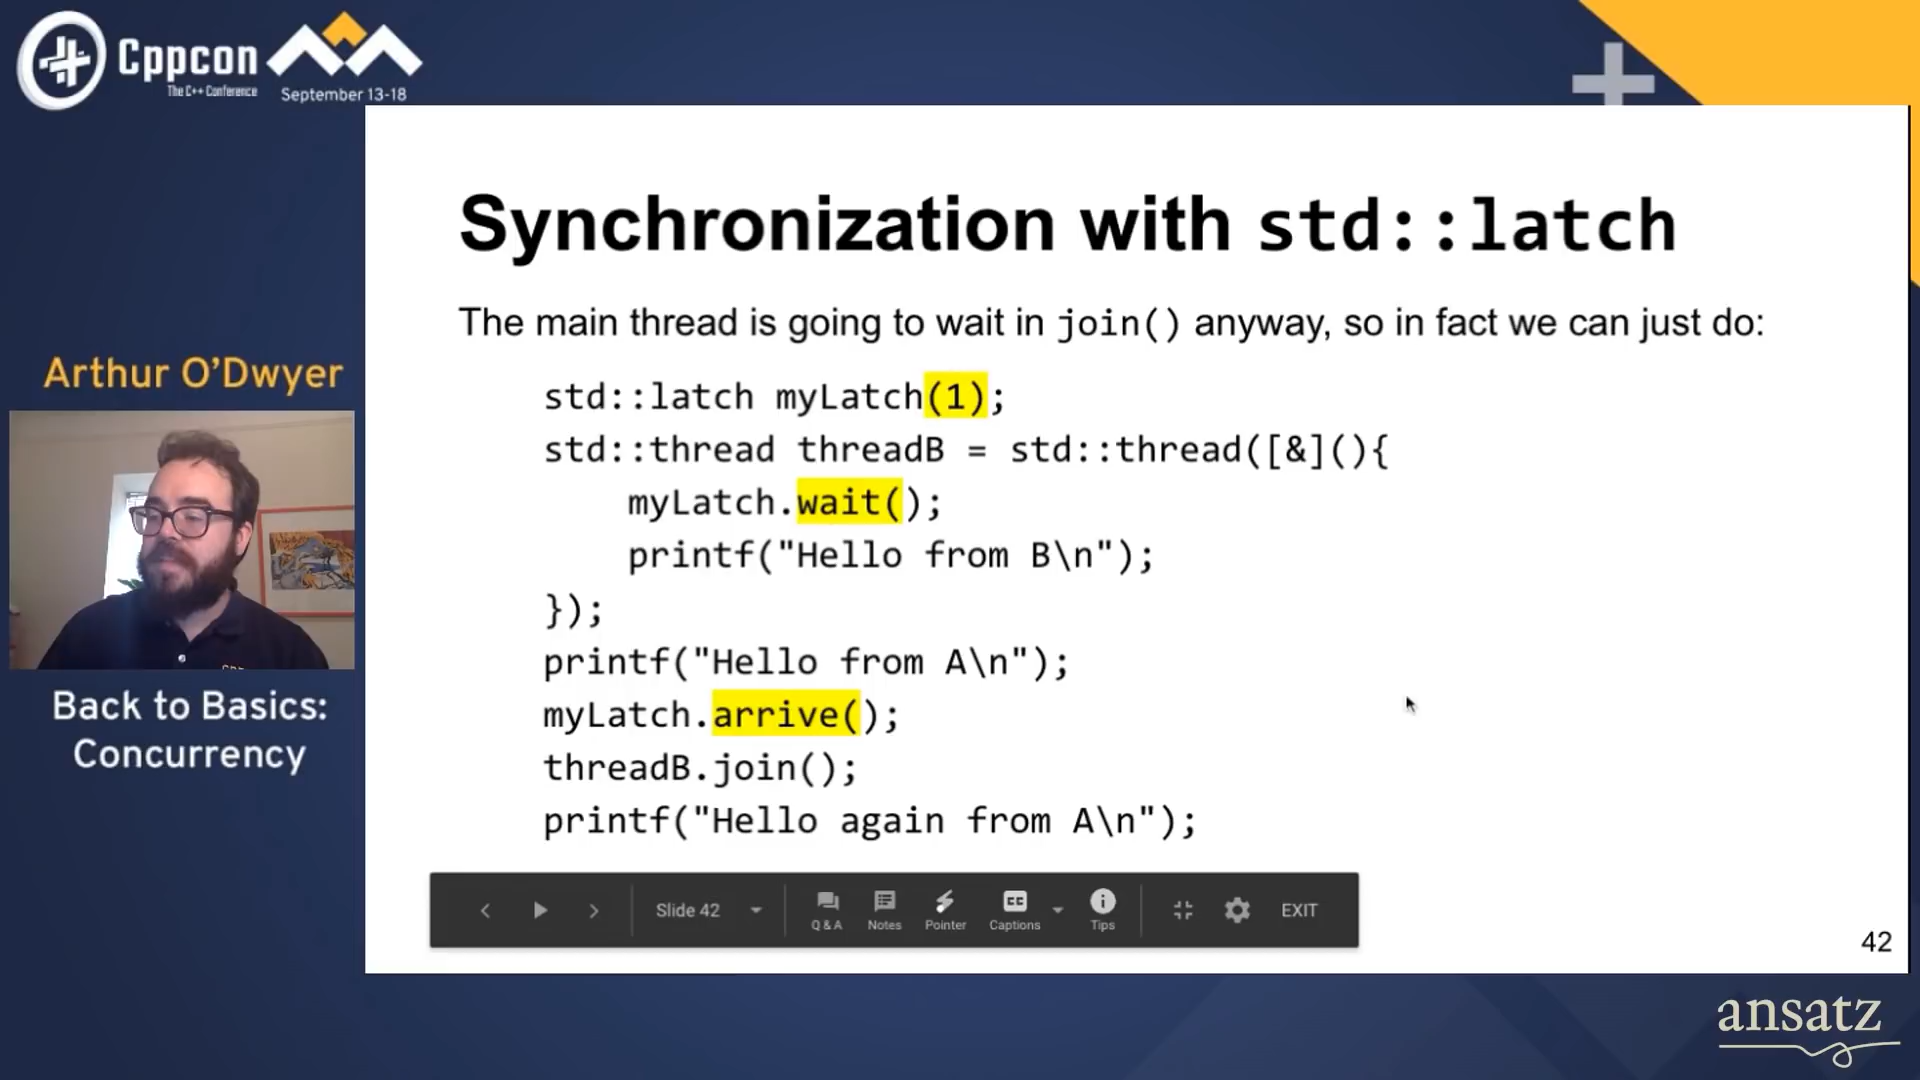 Cppcon
The C++ Conference
September 13-18
Synchronization with std::latch
The main thread is going to wait in join() anyway, so in fact we can just do:
std::latch myLatch(1);
std::thread threadB = std::thread([&](){
myLatch.wait();
printf("Hello from B\n");
});
printf("Hello from A\n");
myLatch.arrive();
threadB.join();
printf("Hello again from A\n");
Arthur O'Dwyer
Back to Basics:
Concurrency
Slide 42
Q & A
Notes
Pointer
CC
Captions
Tips
EXIT
42
ansatz